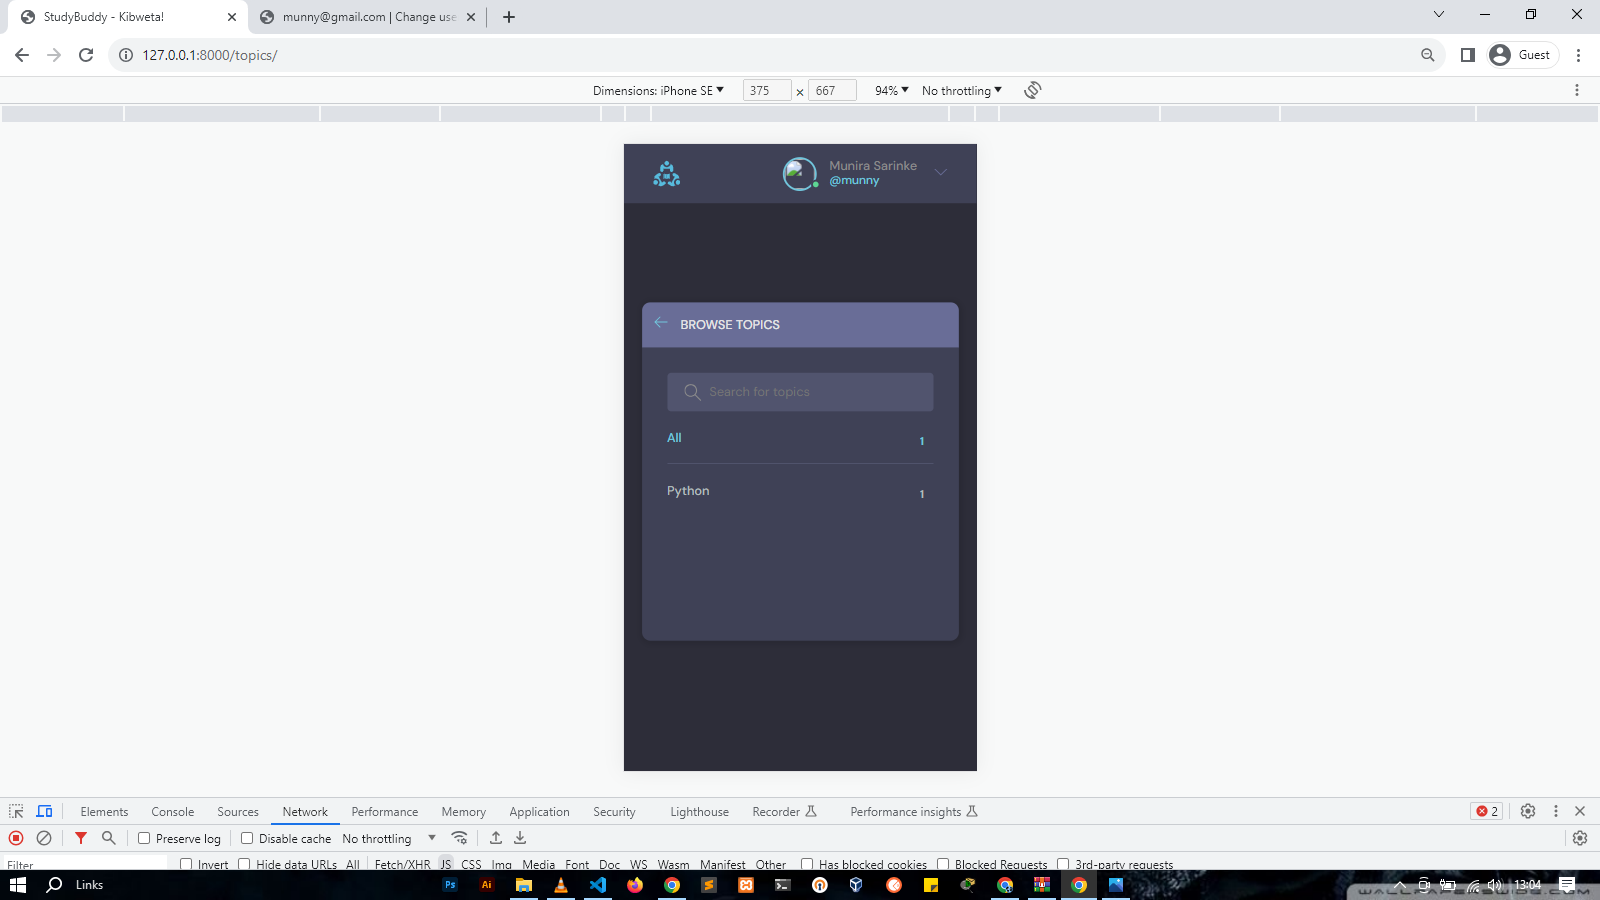 StudyBuddy - Kibweta!
munny@gmail.com | Change use
127.0.0.1:8000/topics/
Guest
Dimensions: iPhone SE 375 × 667 94% No throttling
Munira Sarinke
@munny
BROWSE TOPICS
Search for topics
All 1
Python 1
Elements Console Sources Network Performance Memory Application Security Lighthouse Recorder Performance insights 2
Preserve log Disable cache No throttling
Filter Invert Hide data URLs All Fetch/XHR JS CSS Img Media Font Doc WS Wasm Manifest Other Has blocked cookies Blocked Requests 3rd-party requests
Links Ps Ai 13:04